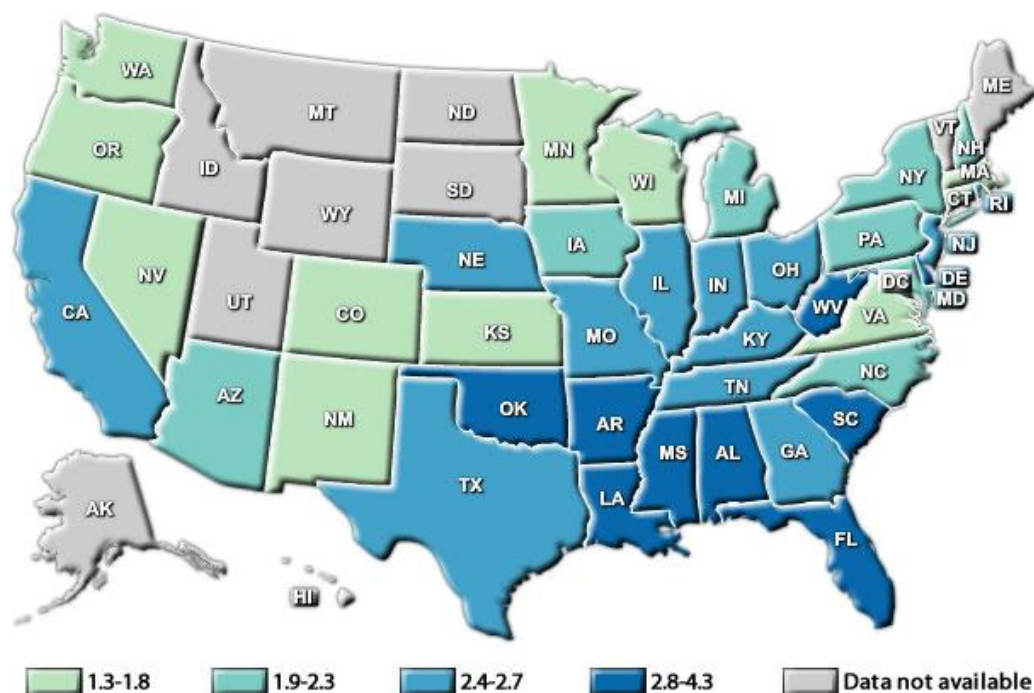 WA
MT
ND
ME
VT
NH
OR
MN
MA
ID
SD
WI
NY
CT
RI
MI
WY
IA
PA
NJ
NE
OH
DE
NV
IL
IN
DC
MD
UT
WV
CA
CO
KS
MO
KY
VA
NC
TN
AZ
OK
NM
AR
SC
MS
AL
GA
TX
LA
AK
FL
HI
1.3-1.8
1.9-2.3
2.4-2.7
2.8-4.3
Data not available